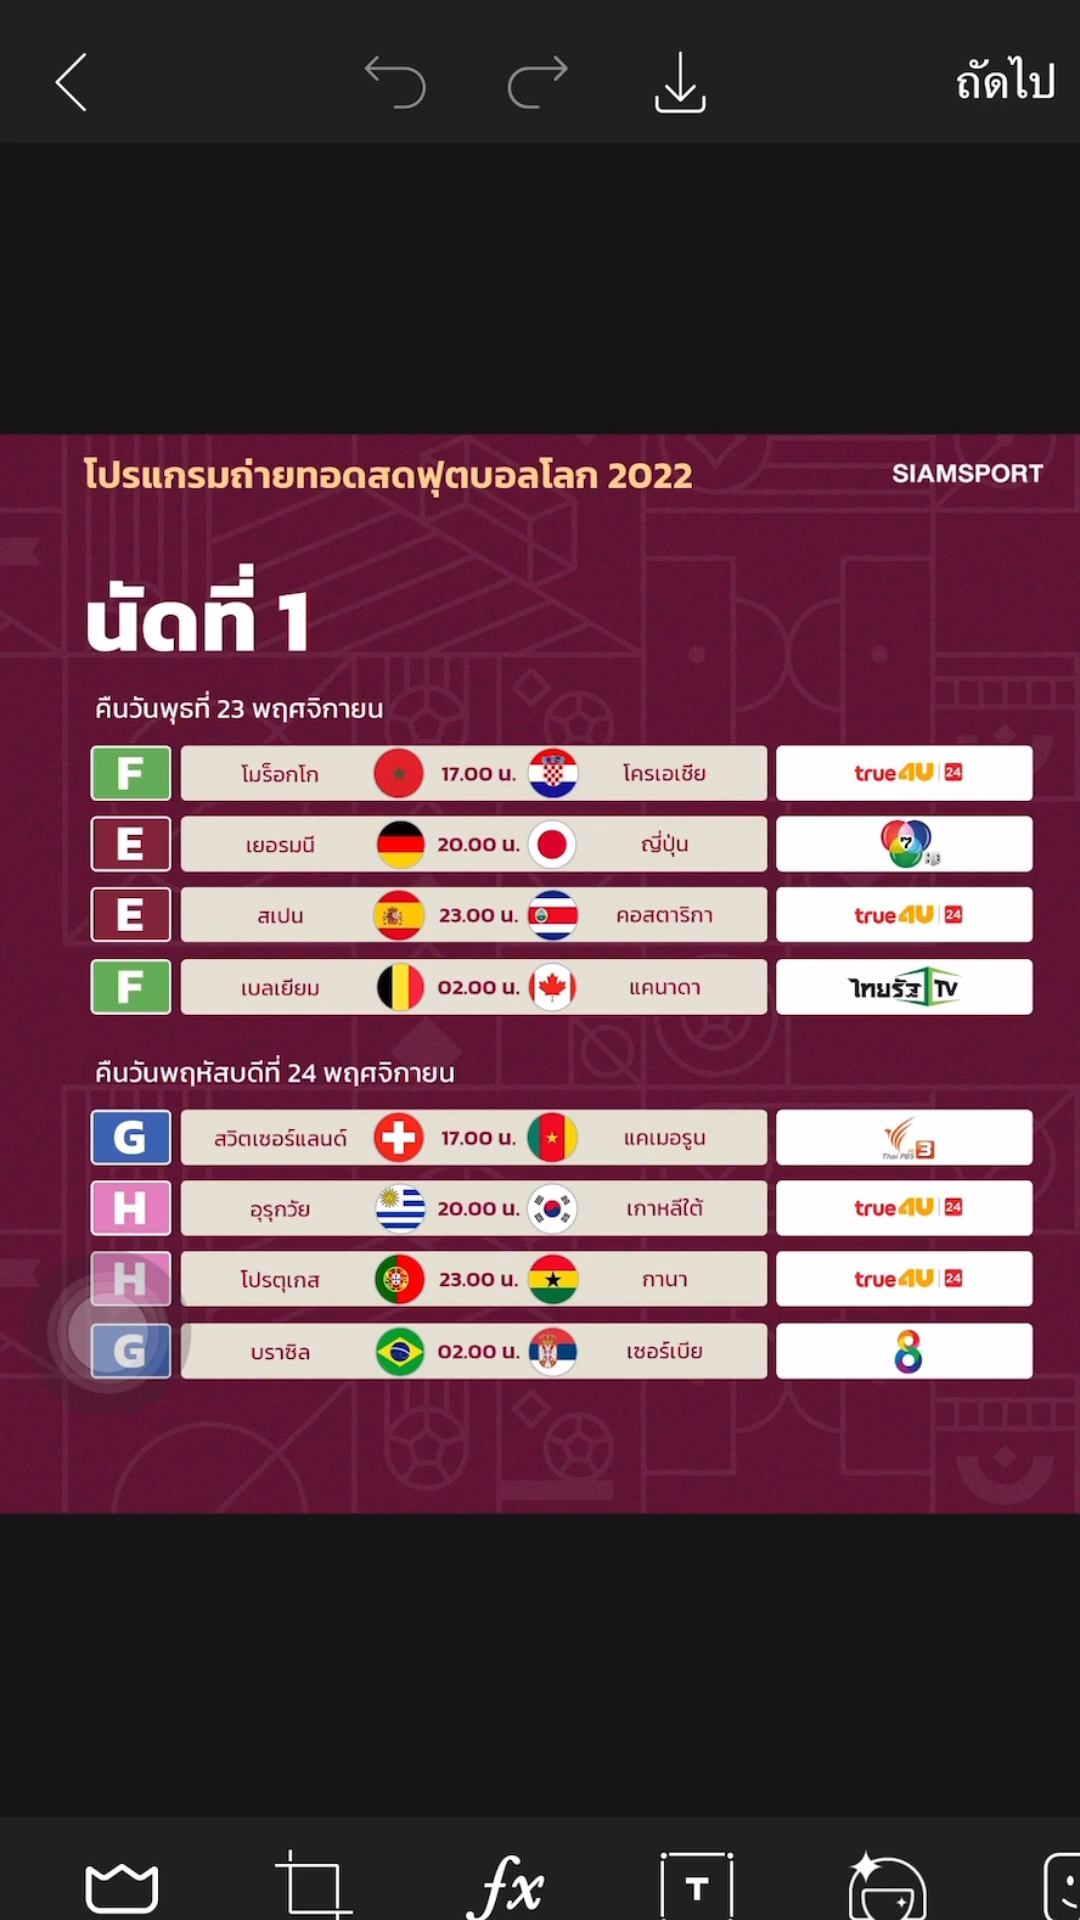 ถัดไป
โปรแกรมถ่ายทอดสดฟุตบอลโลก 2022 SIAMSPORT
นัดที่ 1
คืนวันพุธที่ 23 พฤศจิกายน
F โมร็อกโก 17.00 น. โครเอเชีย true4U 24
E เยอรมนี 20.00 น. ญี่ปุ่น 7 HD
E สเปน 23.00 น. คอสตาริกา true4U 24
F เบลเยียม 02.00 น. แคนาดา ไทยรัฐ TV
คืนวันพฤหัสบดีที่ 24 พฤศจิกายน
G สวิตเซอร์แลนด์ 17.00 น. แคเมอรูน Thai PBS 3
H อุรุกวัย 20.00 น. เกาหลีใต้ true4U 24
H โปรตุเกส 23.00 น. กานา true4U 24
G บราซิล 02.00 น. เซอร์เบีย 8
fx T